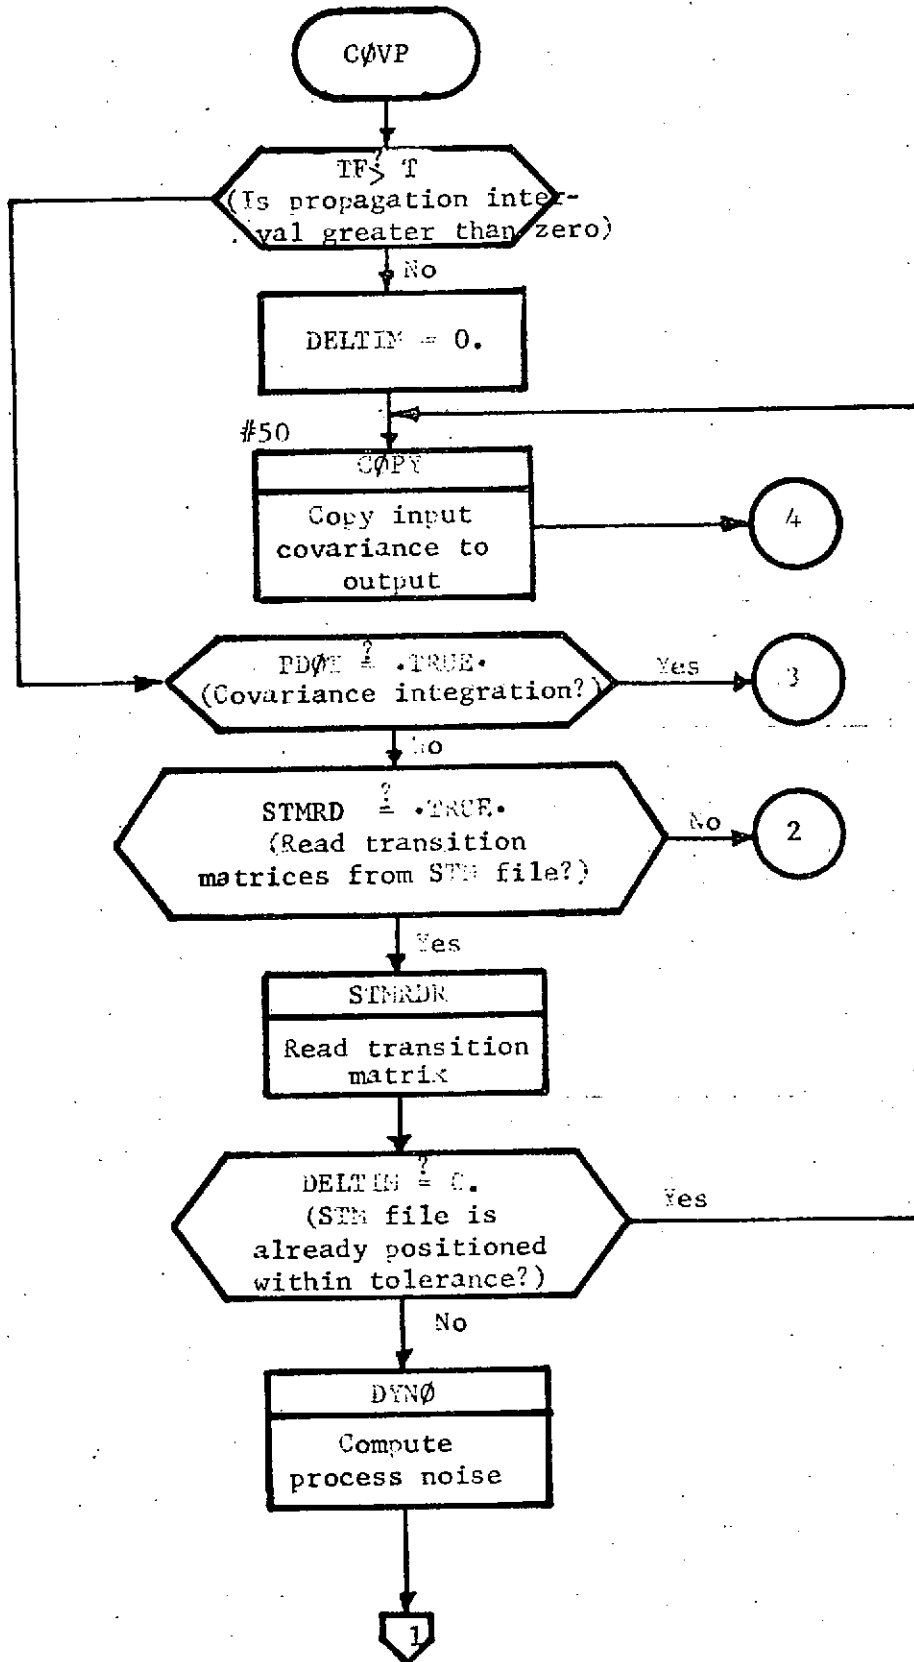 CØVP
?
TF > T
(Is propagation inter-
val greater than zero)
No
DELTIM = 0.
#50
CØPY
Copy input
covariance to
output
4
?
PDØT = .TRUE.
(Covariance integration?)
Yes
3
No
?
STMRD = .TRUE.
(Read transition
matrices from STM file?)
No
2
Yes
STMRDR
Read transition
matrix
?
DELTIM = 0.
(STM file is
already positioned
within tolerance?)
Yes
No
DYNØ
Compute
process noise
1